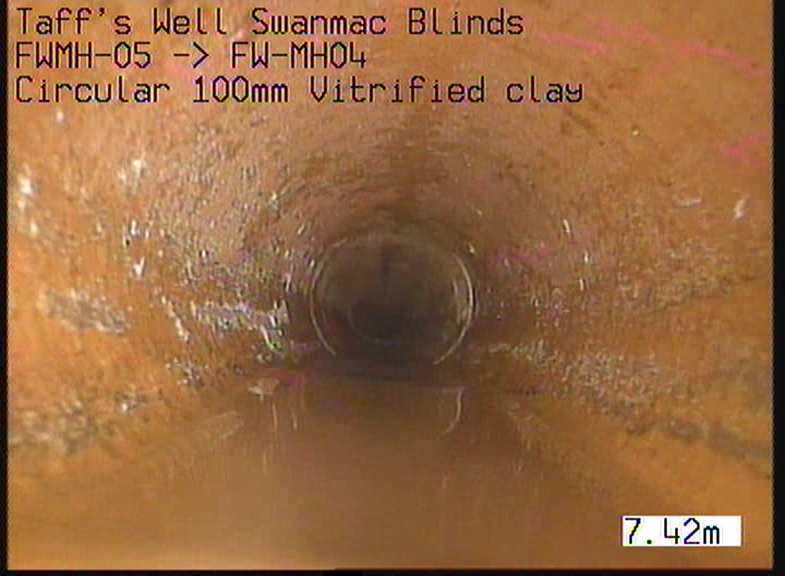 Taff's Well Swanmac Blinds
FWMH-05 -> FW-MH04
Circular 100mm Vitrified clay
7.42m